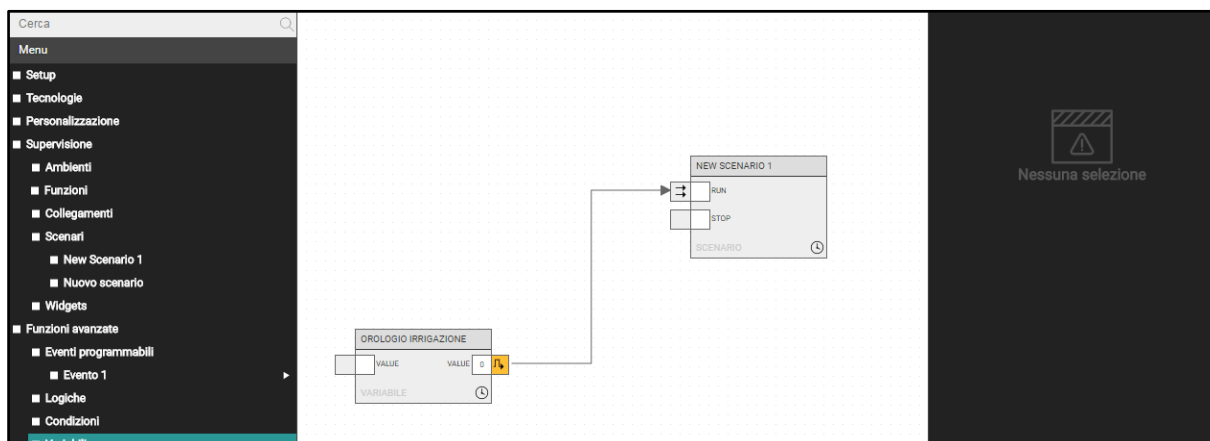 Cerca
Menu
Setup
Tecnologie
Personalizzazione
Supervisione
Ambienti
Funzioni
Collegamenti
Scenari
New Scenario 1
Nuovo scenario
Widgets
Funzioni avanzate
Eventi programmabili
Evento 1
Logiche
Condizioni
NEW SCENARIO 1
RUN
STOP
SCENARIO
OROLOGIO IRRIGAZIONE
VALUE VALUE 0
VARIABILE
Nessuna selezione